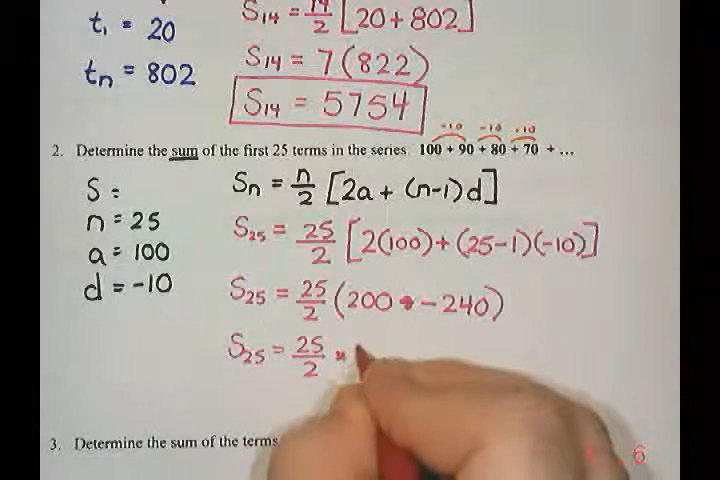 t₁ = 20
S₁₄ = 14/2 [20 + 802]
tn = 802
S₁₄ = 7(822)
S₁₄ = 5754
-10 -10 -10
2. Determine the sum of the first 25 terms in the series 100 + 90 + 80 + 70 + ...
S =
Sn = n/2 [2a + (n-1)d]
n = 25
S₂₅ = 25/2 [2(100) + (25-1)(-10)]
a = 100
d = -10
S₂₅ = 25/2 (200 + -240)
S₂₅ = 25/2
3. Determine the sum of the terms
6